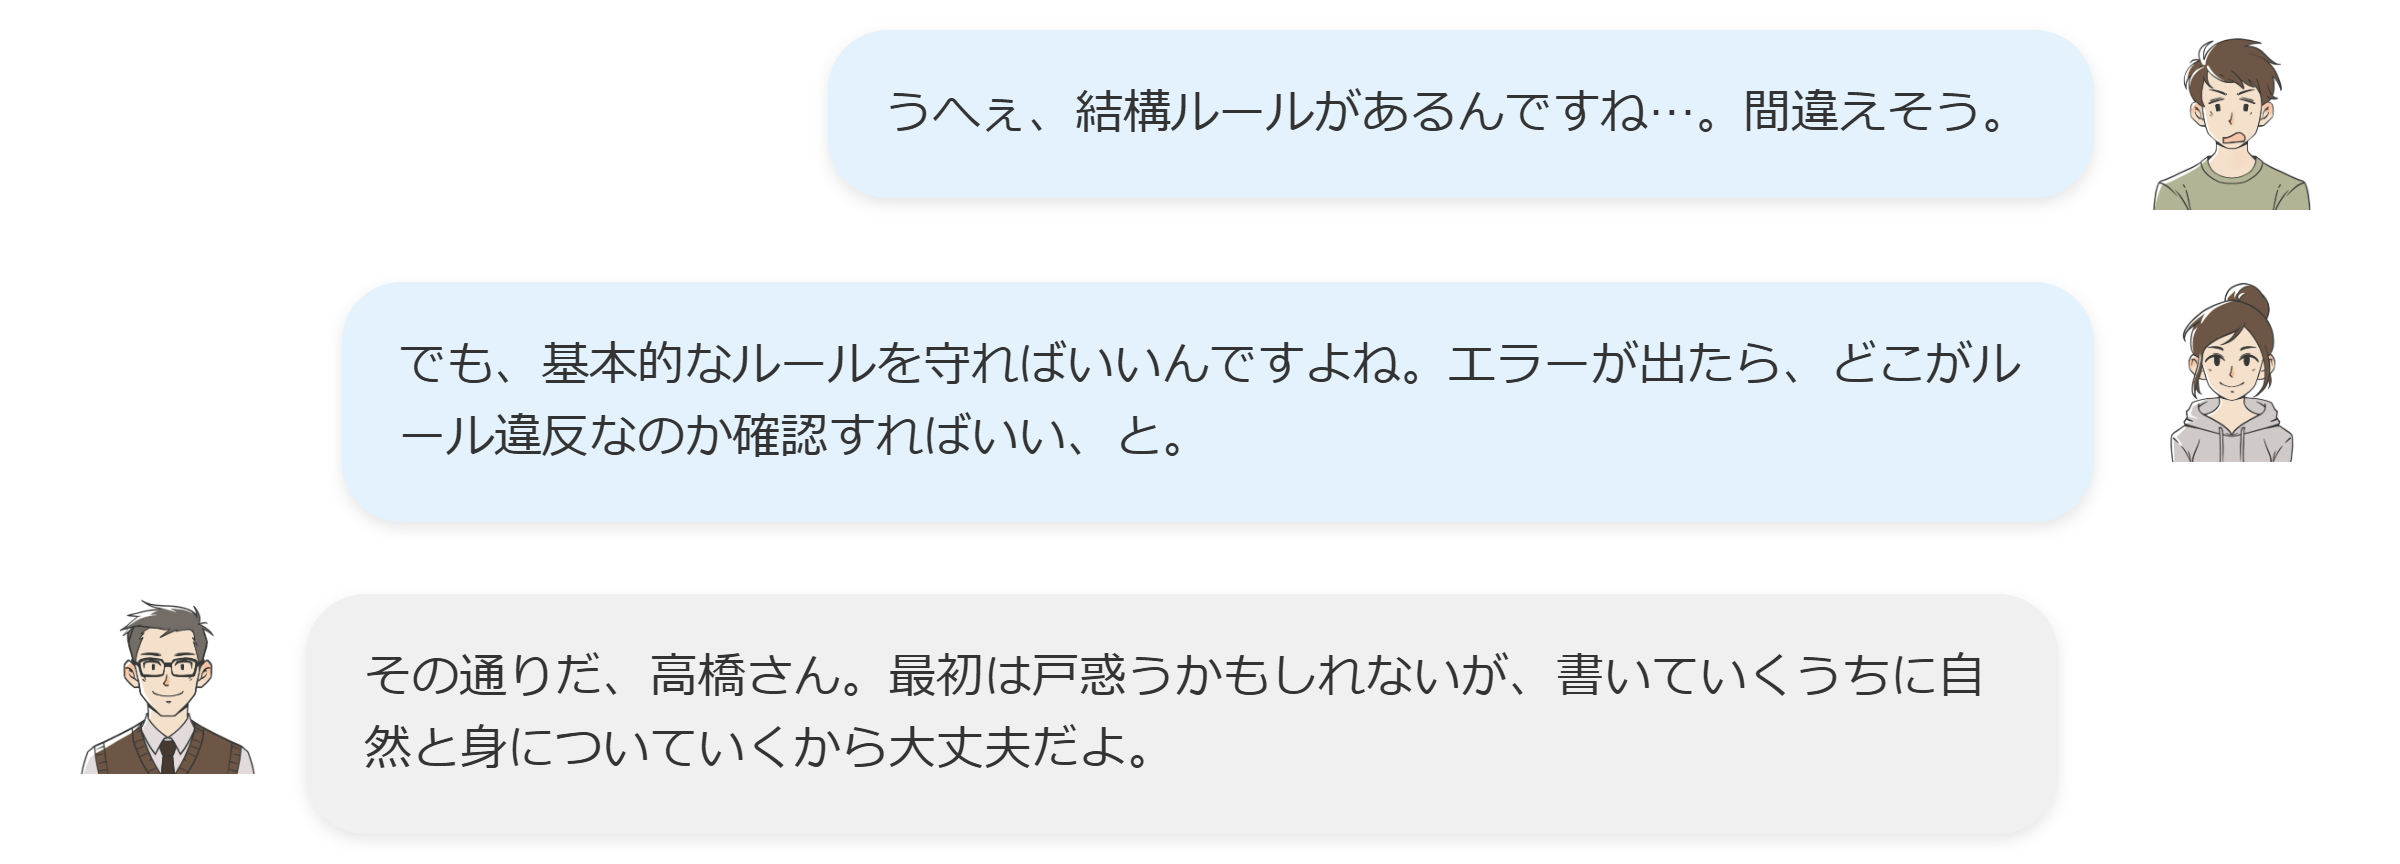 うへぇ、結構ルールがあるんですね…。間違えそう。
でも、基本的なルールを守ればいいんですよね。エラーが出たら、どこがル
ール違反なのか確認すればいい、と。
その通りだ、高橋さん。最初は戸惑うかもしれないが、書いていくうちに自
然と身についていくから大丈夫だよ。